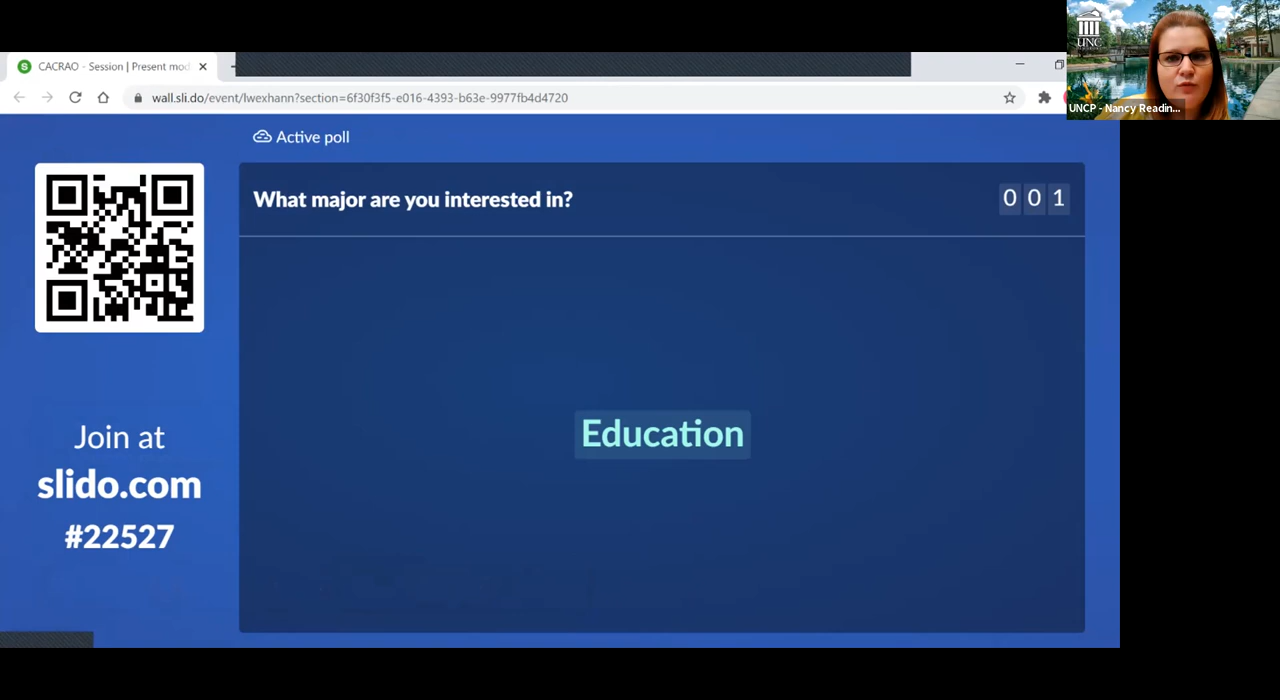 CACRAO - Session | Present mod
wall.sli.do/event/lwexhann?section=6f30f3f5-e016-4393-b63e-9977fb4d4720
UNC
UNCP - Nancy Readin...
Active poll
What major are you interested in?
0 0 1
Education
Join at
slido.com
#22527